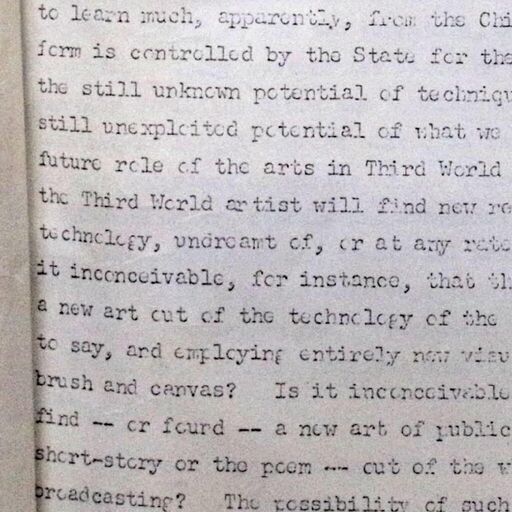 to learn much, apparently, from the Chi
form is controlled by the State for the
the still unknown potential of techniqu
still unexploited potential of what we
future role of the arts in Third World
the Third World artist will find new re
technology, undreamt of, or at any rate
it inconceivable, for instance, that th
a new art out of the technology of the
to say, and employing entirely new visu
brush and canvas? Is it inconceivable
find -- or found -- a new art of public
short-story or the poem -- out of the
broadcasting? The possibility of such